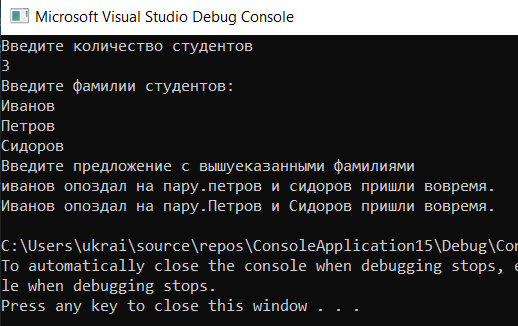 Microsoft Visual Studio Debug Console
Введите количество студентов
3
Введите фамилии студентов:
Иванов
Петров
Сидоров
Введите предложение с вышуеказанными фамилиями
иванов опоздал на пару.петров и сидоров пришли вовремя.
Иванов опоздал на пару.Петров и Сидоров пришли вовремя.
C:\Users\ukrai\source\repos\ConsoleApplication15\Debug\Con
To automatically close the console when debugging stops, e
le when debugging stops.
Press any key to close this window . . .